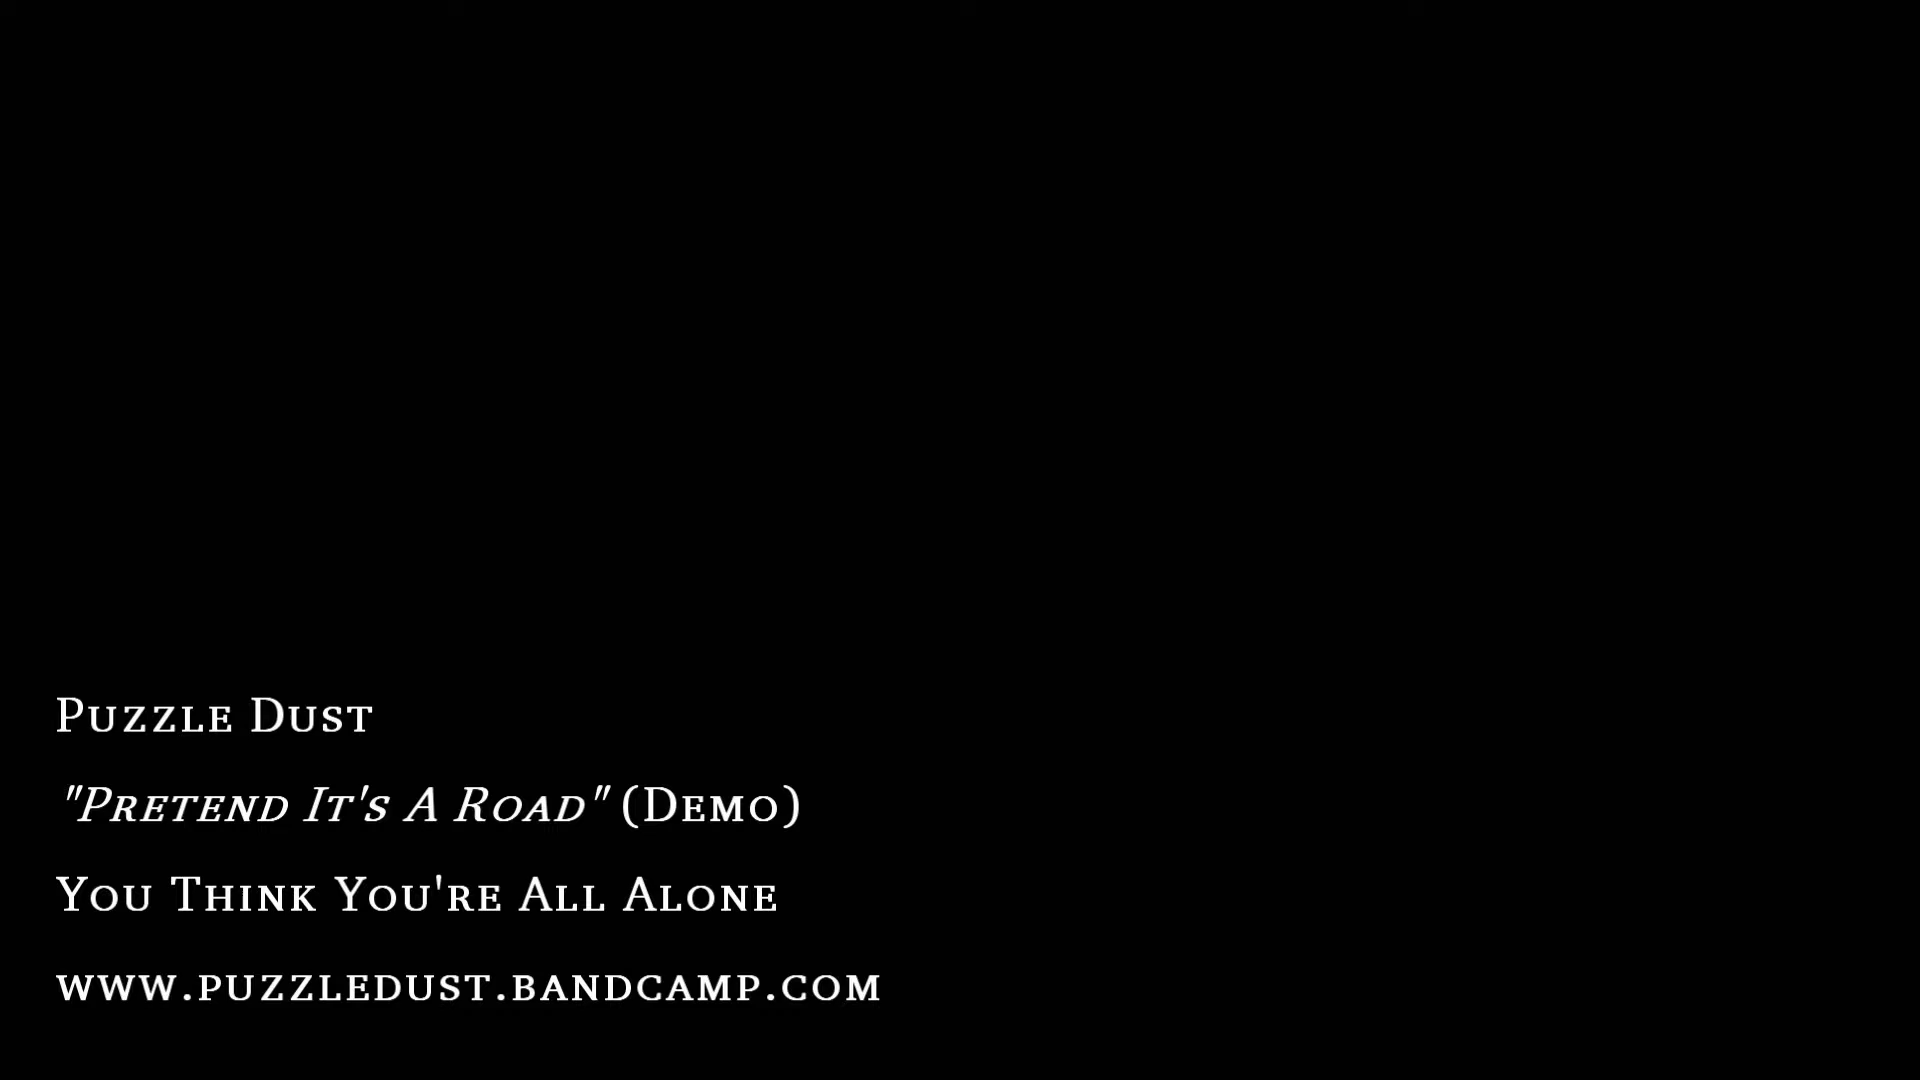 Puzzle Dust
"Pretend It's A Road" (Demo)
You Think You're All Alone
www.puzzledust.bandcamp.com